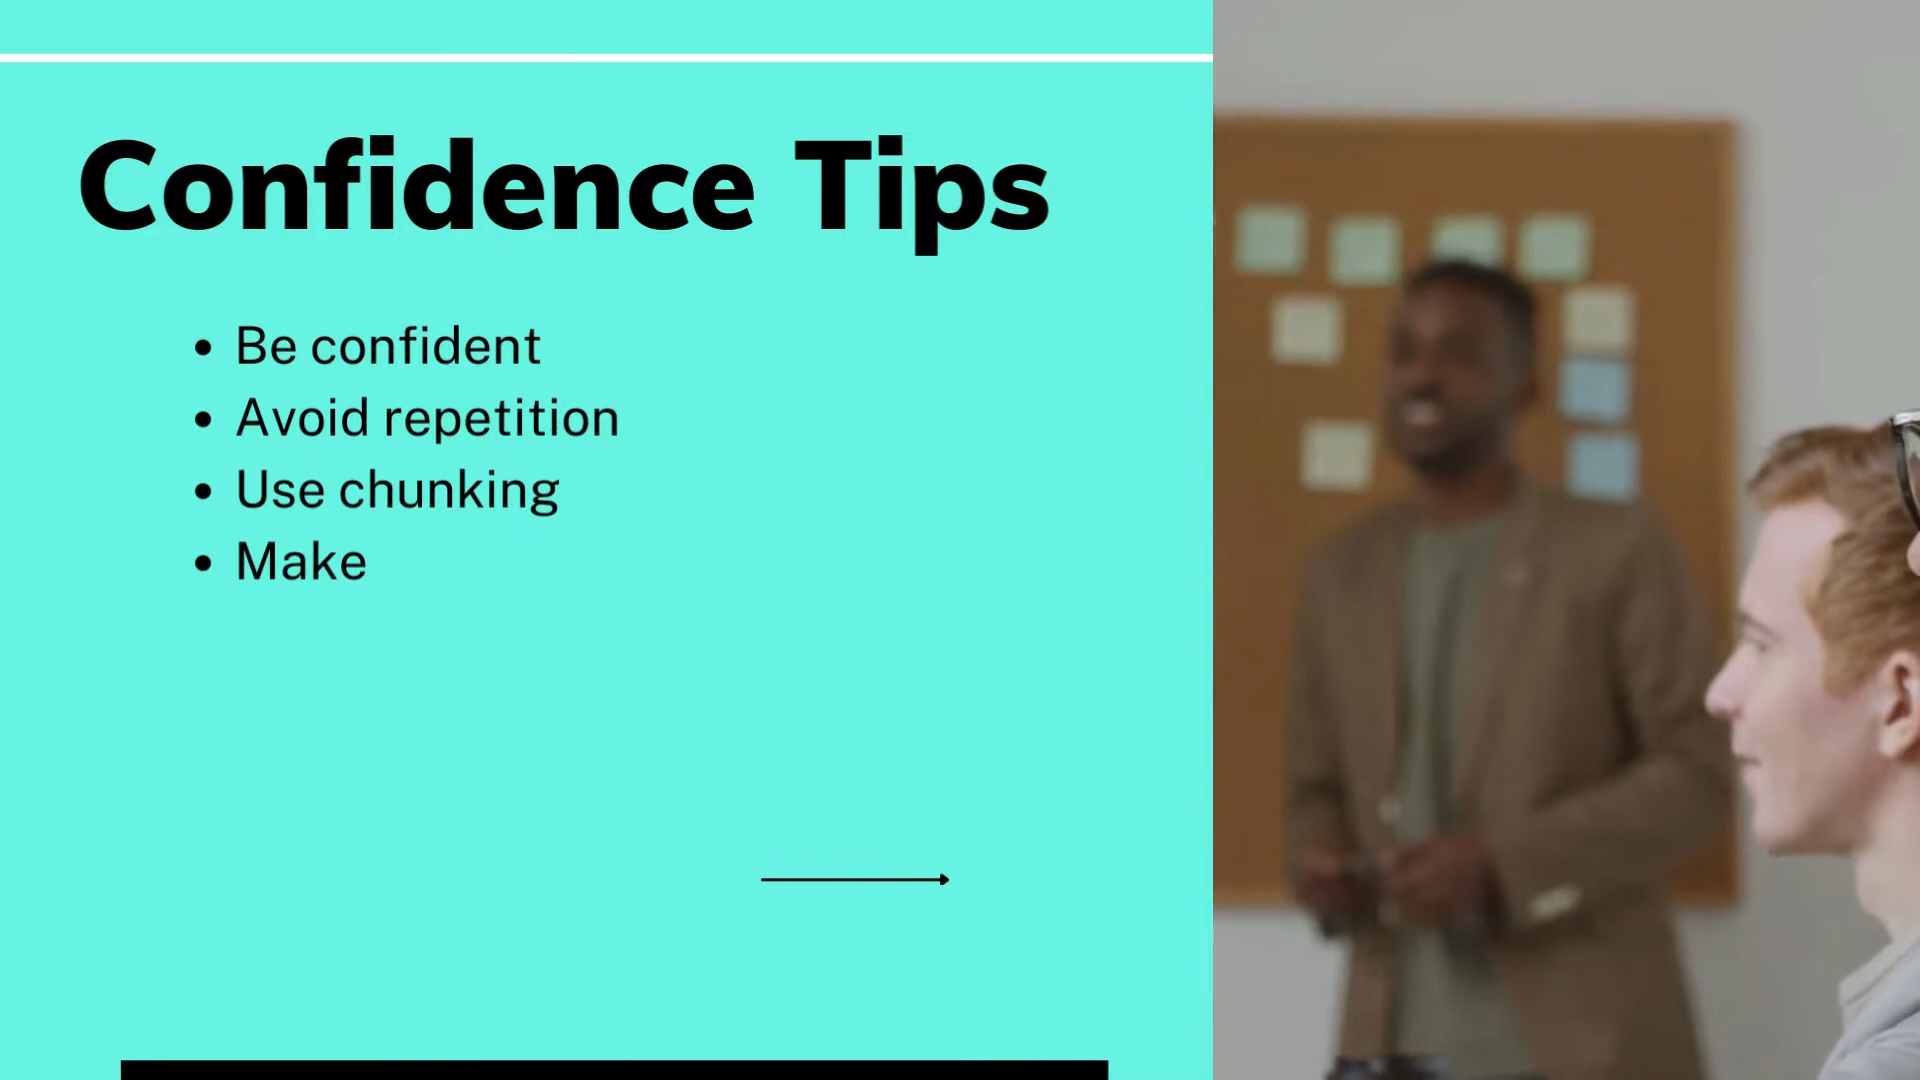 Confidence Tips
Be confident
Avoid repetition
Use chunking
Make